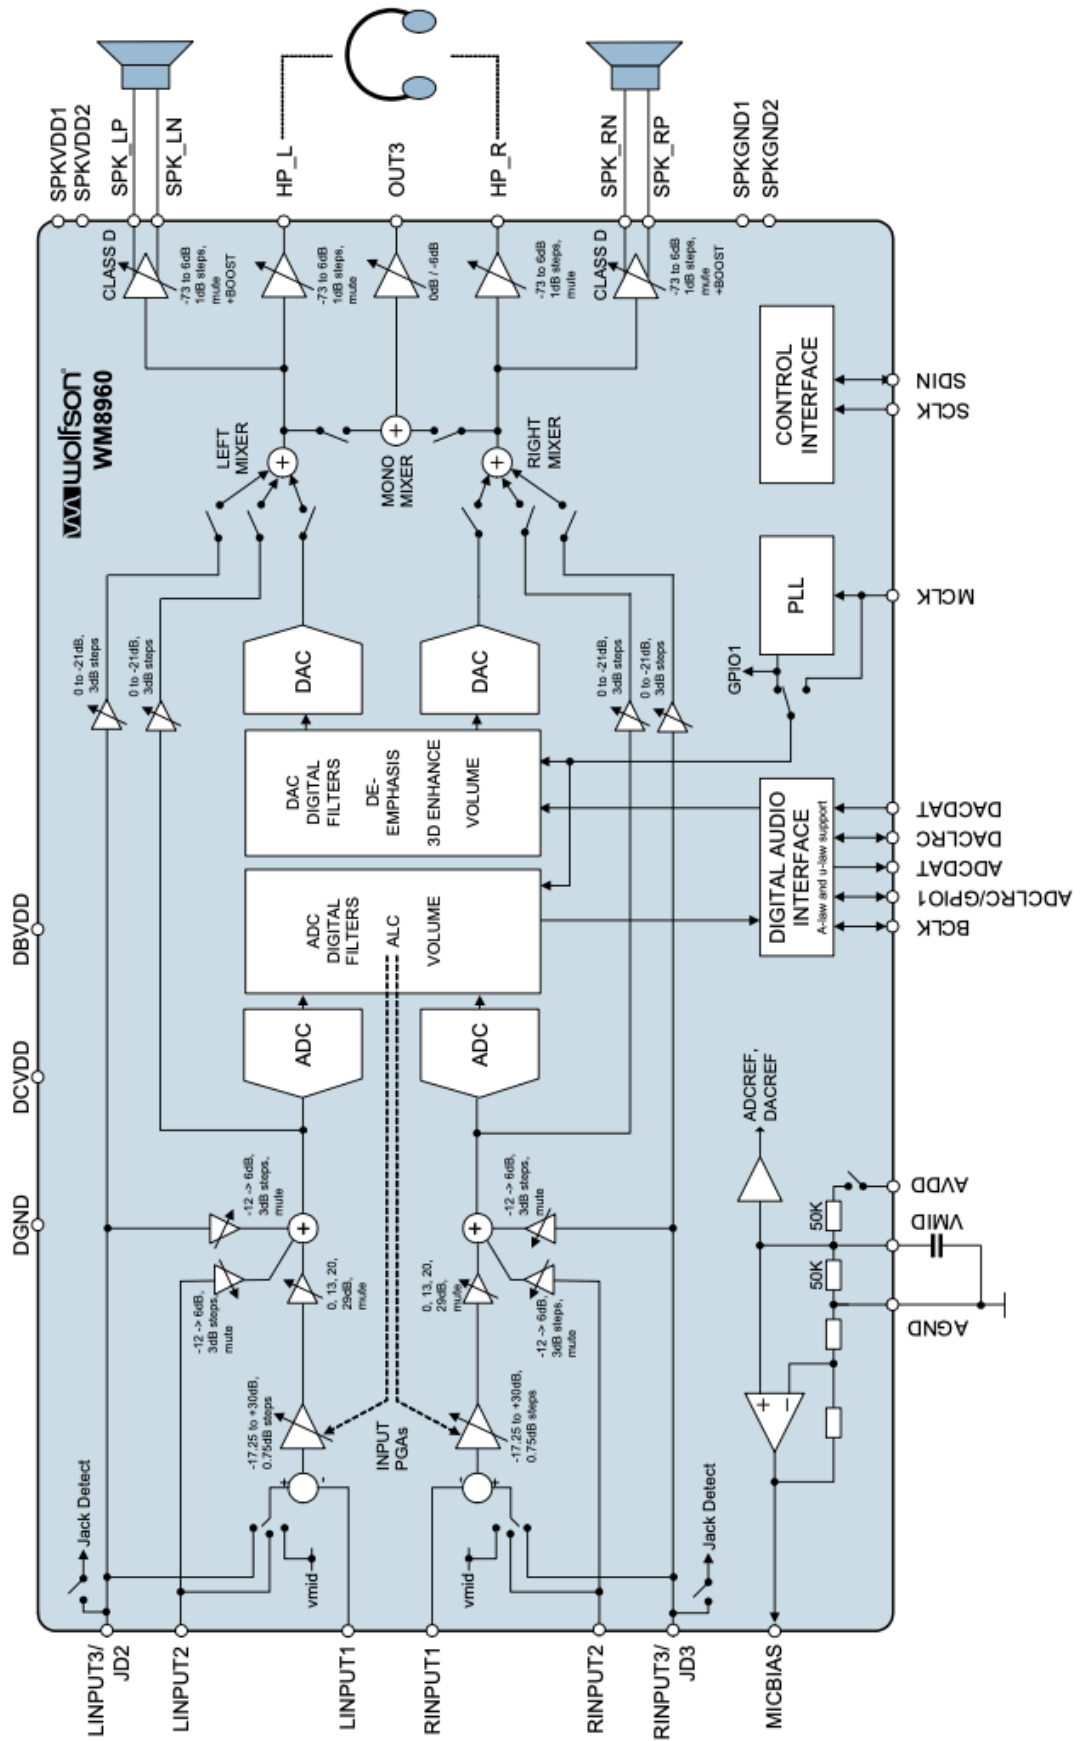 SPKVDD1
SPKVDD2
SPK_LP
SPK_LN
HP_L
OUT3
HP_R
SPK_RN
SPK_RP
SPKGND1
SPKGND2
CLASS D
-73 to 6dB
1dB steps,
mute
+BOOST
-73 to 6dB
1dB steps,
mute
0dB / -6dB
-73 to 6dB
1dB steps,
mute
CLASS D
-73 to 6dB
1dB steps,
mute
+BOOST
wolfson
WM8960
LEFT
MIXER
MONO
MIXER
RIGHT
MIXER
CONTROL
INTERFACE
SDIN
SCLK
0 to -21dB,
3dB steps
0 to -21dB,
3dB steps
DAC
DAC
0 to -21dB,
3dB steps
0 to -21dB,
3dB steps
GPIO1
PLL
MCLK
DAC
DIGITAL
FILTERS
DE-
EMPHASIS
3D ENHANCE
VOLUME
DIGITAL AUDIO
INTERFACE
A-law and u-law support
DACDAT
DACLRC
ADCDAT
ADCLRC/GPIO1
BCLK
DBVDD
DCVDD
DGND
ADC
DIGITAL
FILTERS
ALC
VOLUME
ADC
ADC
ADCREF,
DACREF
-12 -> 6dB,
3dB steps,
mute
-12 -> 6dB,
3dB steps,
mute
0, 13, 20,
29dB,
mute
-12 -> 6dB,
3dB steps,
mute
-12 -> 6dB,
3dB steps,
mute
0, 13, 20,
29dB,
mute
50K
50K
AVDD
VMID
AGND
-17.25 to +30dB,
0.75dB steps
INPUT
PGAs
-17.25 to +30dB,
0.75dB steps
+
-
-
+
+
-
Jack Detect
vmid
vmid
Jack Detect
LINPUT3/
JD2
LINPUT2
LINPUT1
RINPUT1
RINPUT2
RINPUT3/
JD3
MICBIAS